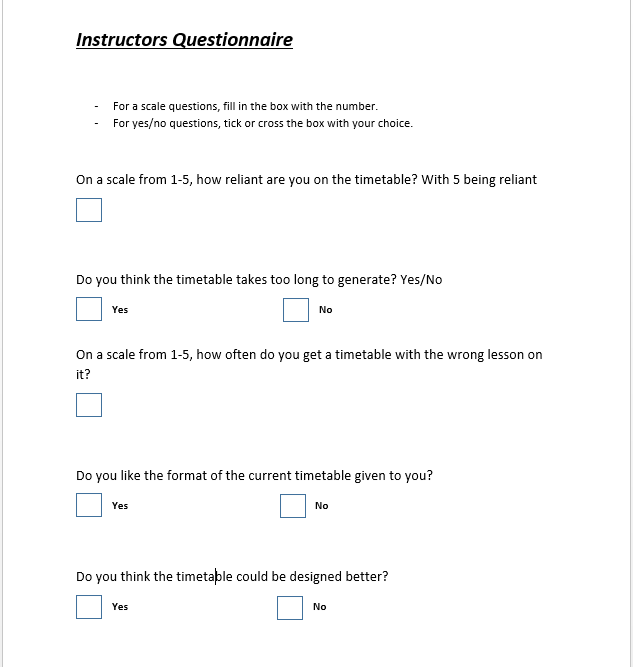 Instructors Questionnaire
- For a scale questions, fill in the box with the number.
- For yes/no questions, tick or cross the box with your choice.
On a scale from 1-5, how reliant are you on the timetable? With 5 being reliant
Do you think the timetable takes too long to generate? Yes/No
Yes No
On a scale from 1-5, how often do you get a timetable with the wrong lesson on
it?
Do you like the format of the current timetable given to you?
Yes No
Do you think the timetable could be designed better?
Yes No